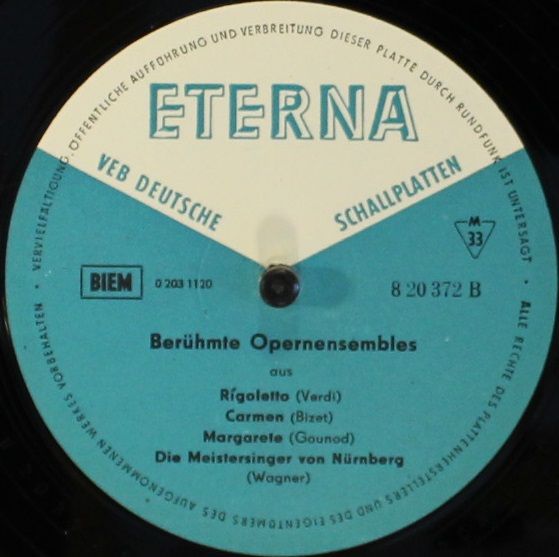 ETERNA
VEB DEUTSCHE SCHALLPLATTEN
M
33
BIEM
0 203 1120
8 20 372 B
Berühmte Opernensembles
aus
Rigoletto (Verdi)
Carmen (Bizet)
Margarete (Gounod)
Die Meistersinger von Nürnberg
(Wagner)
ALLE RECHTE DES PLATTENHERSTELLERS UND DES EIGENTÜMERS DES AUFGENOMMENEN WERKES VORBEHALTEN · VERVIELFÄLTIGUNG, ÖFFENTLICHE AUFFÜHRUNG UND VERBREITUNG DIESER PLATTE DURCH RUNDFUNK IST UNTERSAGT ·